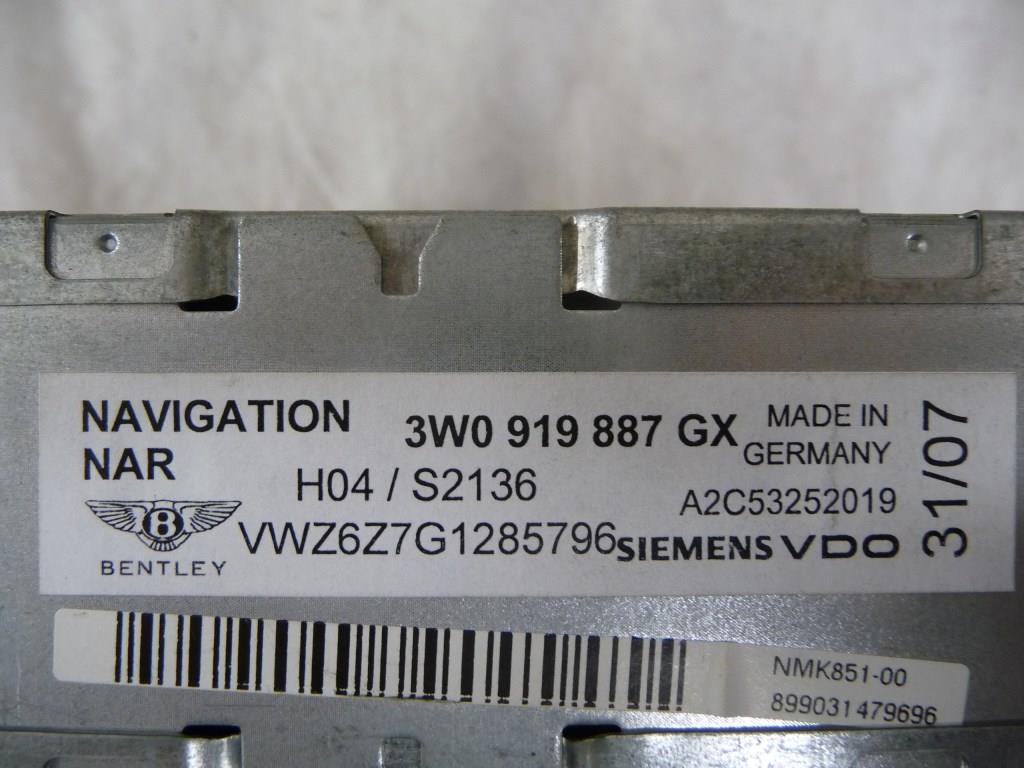 NAVIGATION
NAR
3W0 919 887 GX
MADE IN
GERMANY
H04 / S2136
A2C53252019
31/07
B
BENTLEY
VWZ6Z7G1285796
SIEMENS VDO
NMK851-00
899031479696